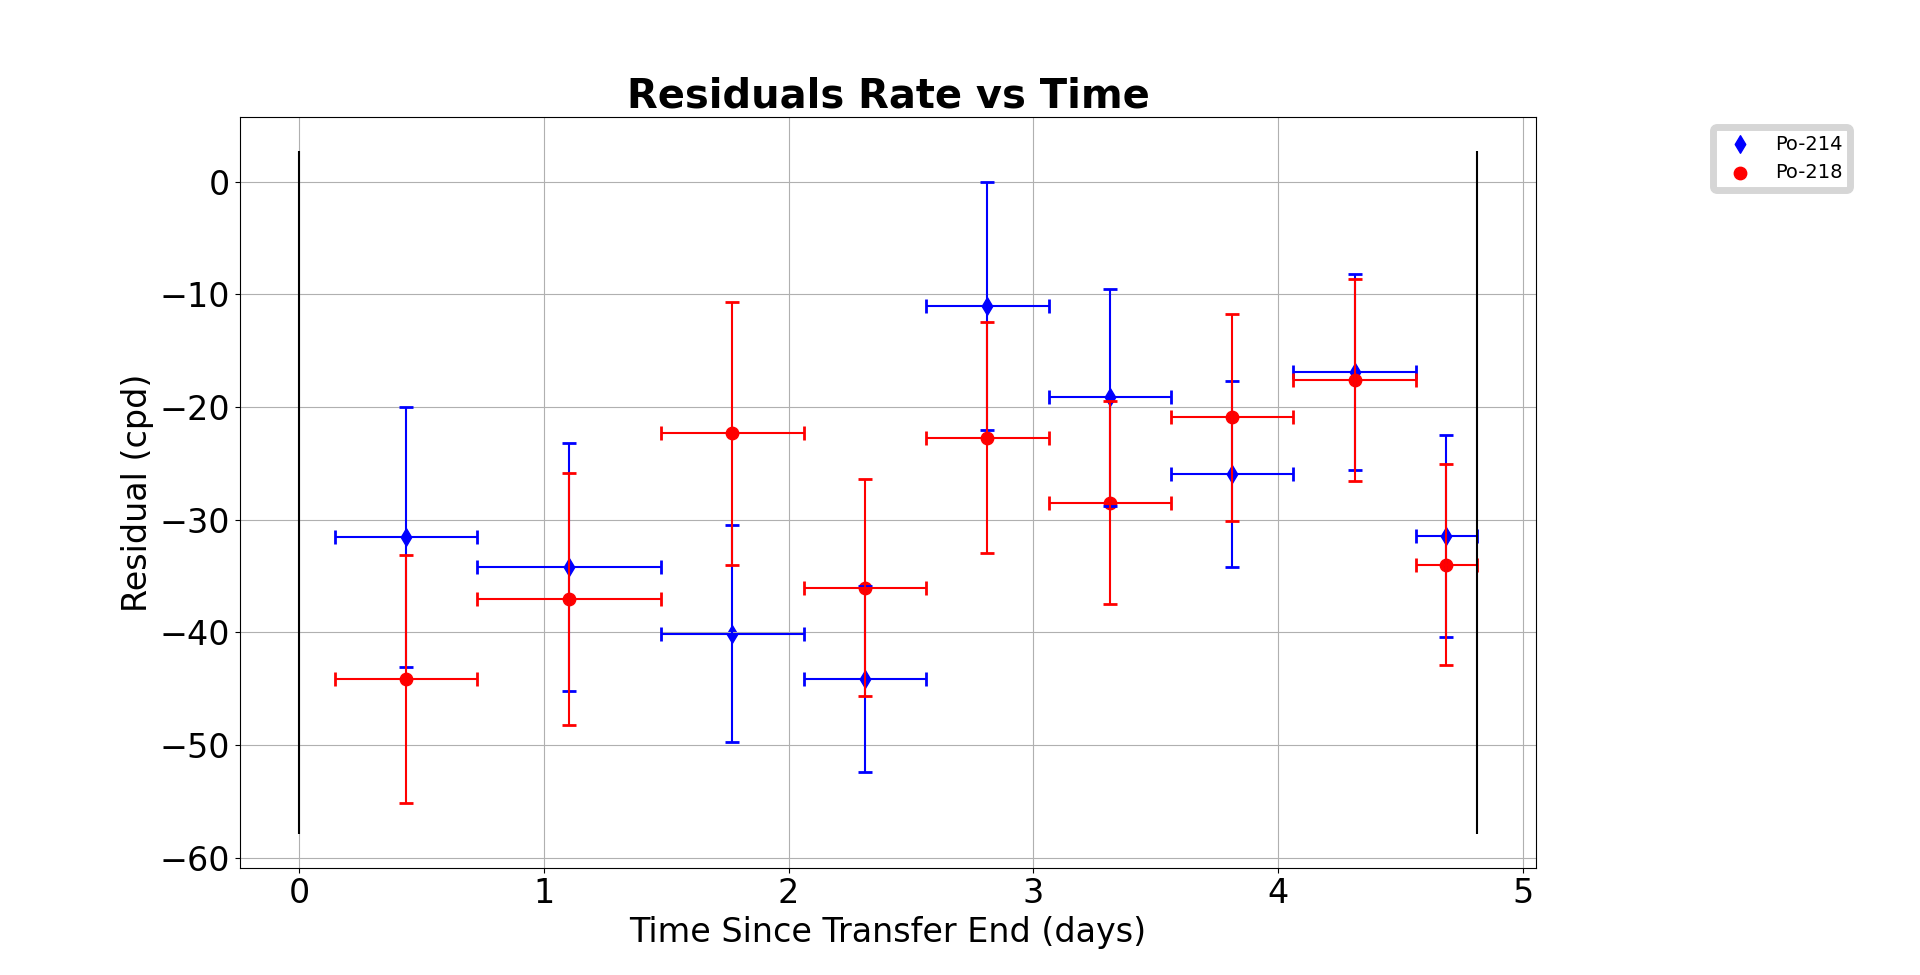 Residuals Rate vs Time
Po-214
Po-218
0
−10
−20
−30
−40
−50
−60
Residual (cpd)
0 1 2 3 4 5
Time Since Transfer End (days)